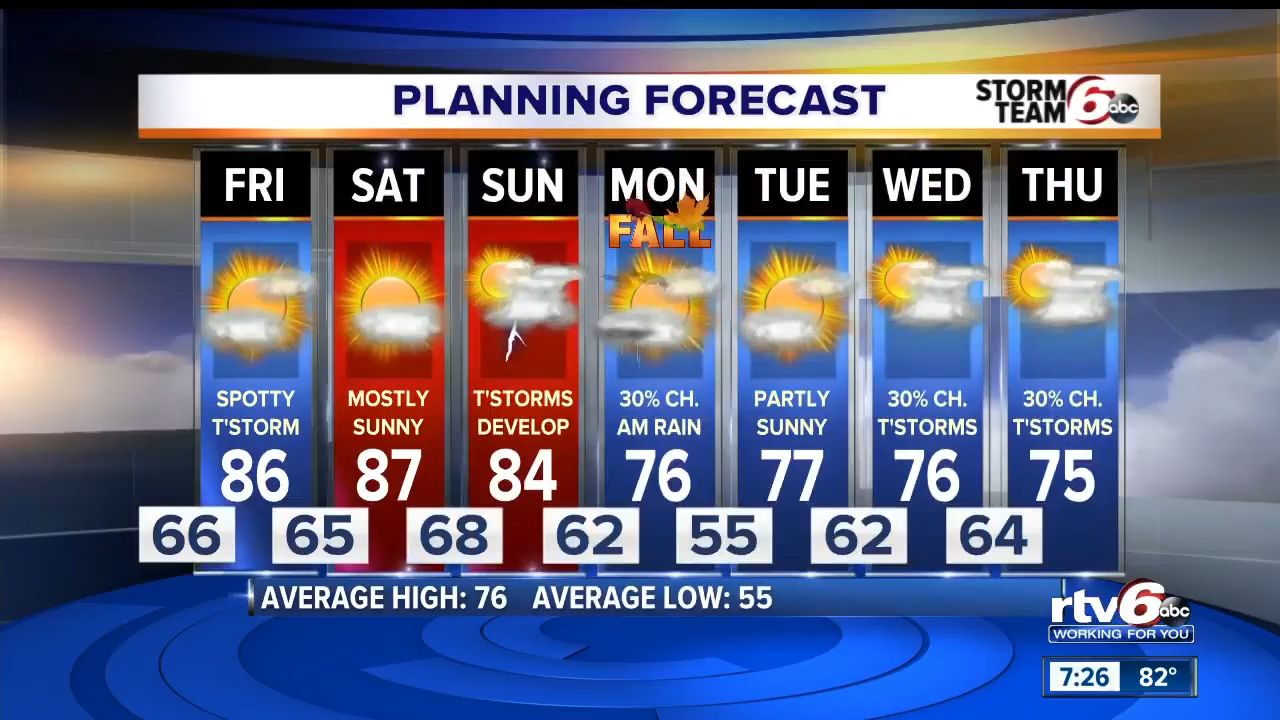 PLANNING FORECAST
STORM TEAM 6 abc
FRI
SAT
SUN
MON
TUE
WED
THU
FALL
SPOTTY
T'STORM
MOSTLY
SUNNY
T'STORMS
DEVELOP
30% CH.
AM RAIN
PARTLY
SUNNY
30% CH.
T'STORMS
30% CH.
T'STORMS
86
87
84
76
77
76
75
66
65
68
62
55
62
64
AVERAGE HIGH: 76 AVERAGE LOW: 55
rtv6 abc
WORKING FOR YOU
7:26 82°